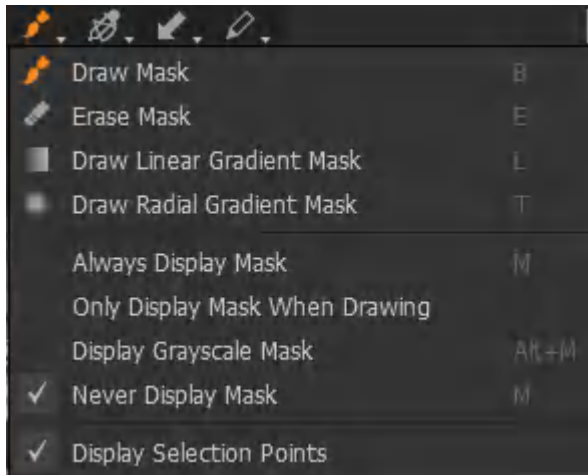 Draw Mask B
Erase Mask E
Draw Linear Gradient Mask L
Draw Radial Gradient Mask T
Always Display Mask M
Only Display Mask When Drawing
Display Grayscale Mask Alt+M
Never Display Mask M
Display Selection Points